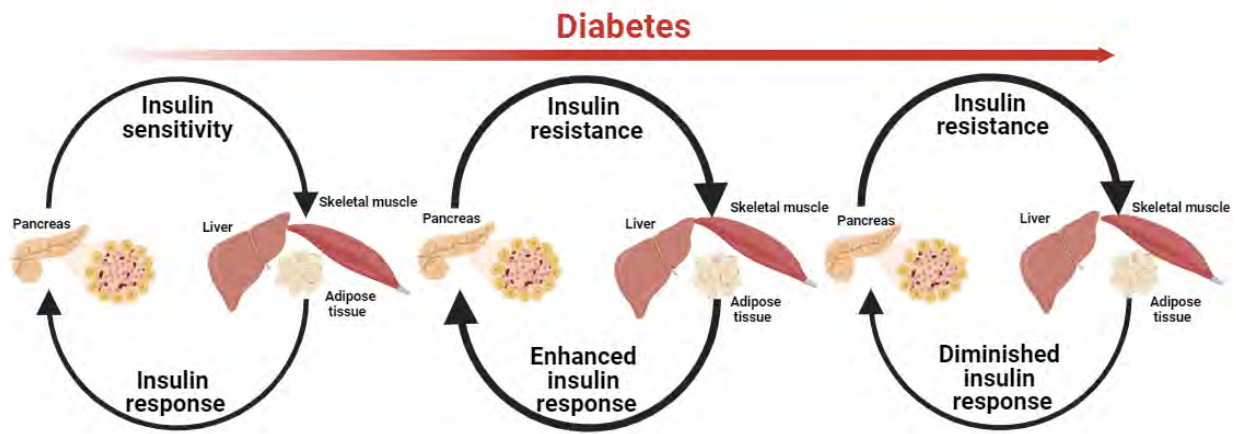 Diabetes
Insulin
sensitivity
Pancreas
Liver
Skeletal muscle
Adipose
tissue
Insulin
response
Insulin
resistance
Pancreas
Liver
Skeletal muscle
Adipose
tissue
Enhanced
insulin
response
Insulin
resistance
Pancreas
Liver
Skeletal muscle
Adipose
tissue
Diminished
insulin
response